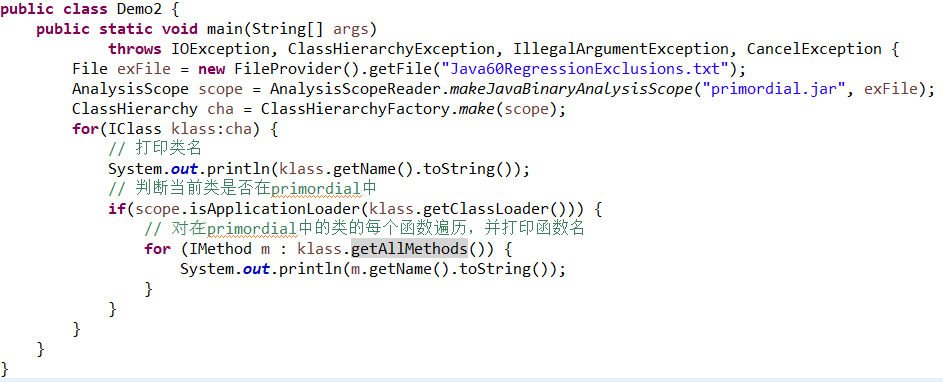 public class Demo2 {
    public static void main(String[] args)
            throws IOException, ClassHierarchyException, IllegalArgumentException, CancelException {
        File exFile = new FileProvider().getFile("Java60RegressionExclusions.txt");
        AnalysisScope scope = AnalysisScopeReader.makeJavaBinaryAnalysisScope("primordial.jar", exFile);
        ClassHierarchy cha = ClassHierarchyFactory.make(scope);
        for(IClass klass:cha) {
            // 打印类名
            System.out.println(klass.getName().toString());
            // 判断当前类是否在primordial中
            if(scope.isApplicationLoader(klass.getClassLoader())) {
                // 对在primordial中的类的每个函数遍历，并打印函数名
                for (IMethod m : klass.getAllMethods()) {
                    System.out.println(m.getName().toString());
                }
            }
        }
    }
}